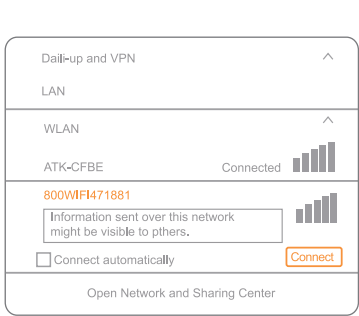 Daili-up and VPN
LAN
WLAN
ATK-CFBE Connected
800WIFI471881
Information sent over this network
might be visible to pthers.
Connect automatically Connect
Open Network and Sharing Center